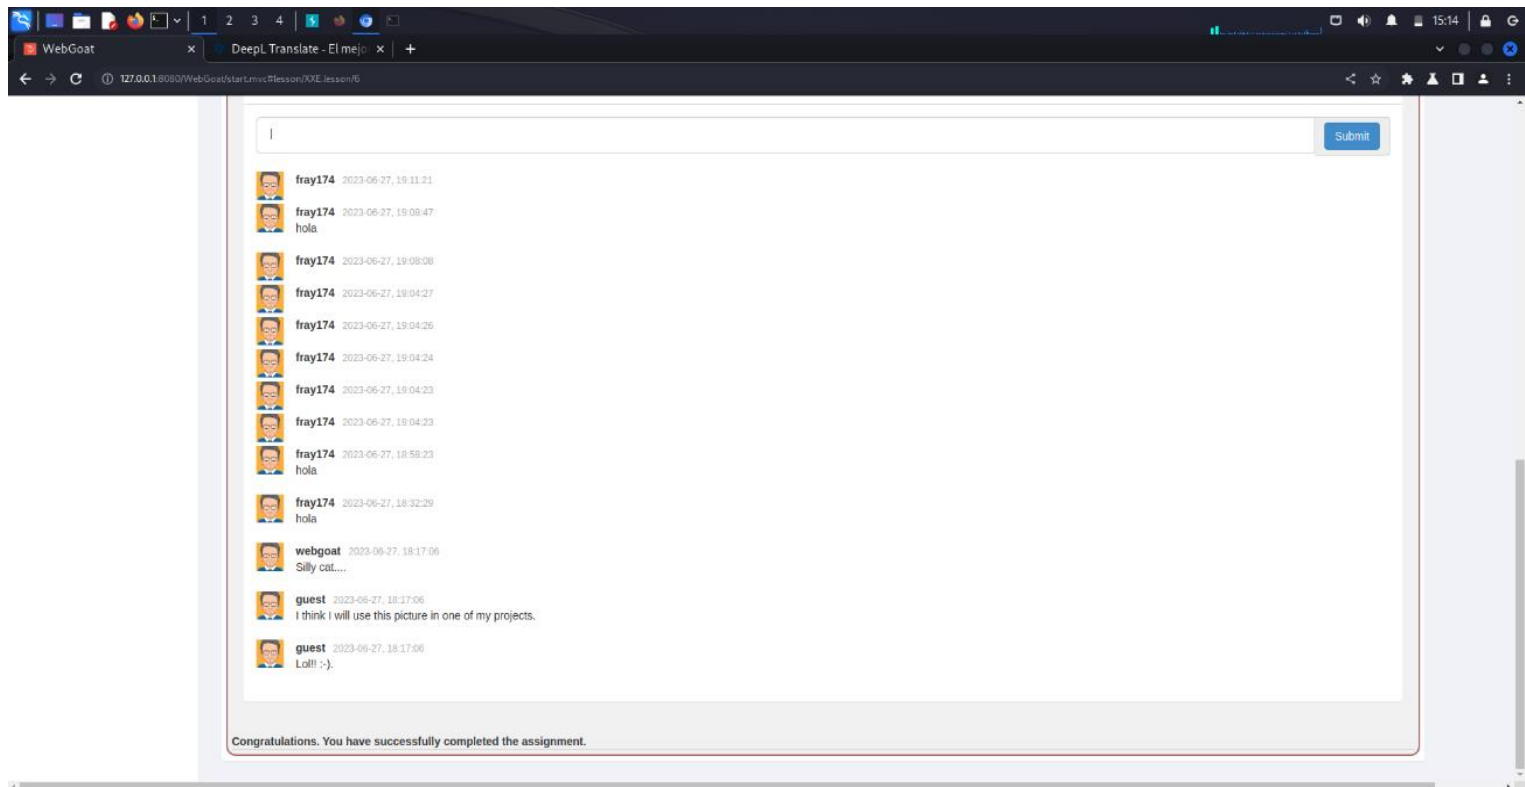 1 2 3 4 15:14
WebGoat DeepL Translate - El mejo
127.0.0.1:8080/WebGoat/start.mvc#lesson/XXE.lesson/6
Submit
fray174 2023-06-27, 19:11:21
fray174 2023-06-27, 19:09:47
hola
fray174 2023-06-27, 19:08:08
fray174 2023-06-27, 19:04:27
fray174 2023-06-27, 19:04:26
fray174 2023-06-27, 19:04:24
fray174 2023-06-27, 19:04:23
fray174 2023-06-27, 19:04:23
fray174 2023-06-27, 18:59:23
hola
fray174 2023-06-27, 18:32:29
hola
webgoat 2023-06-27, 18:17:06
Silly cat....
guest 2023-06-27, 18:17:06
I think I will use this picture in one of my projects.
guest 2023-06-27, 18:17:06
Lol!! :-).
Congratulations. You have successfully completed the assignment.